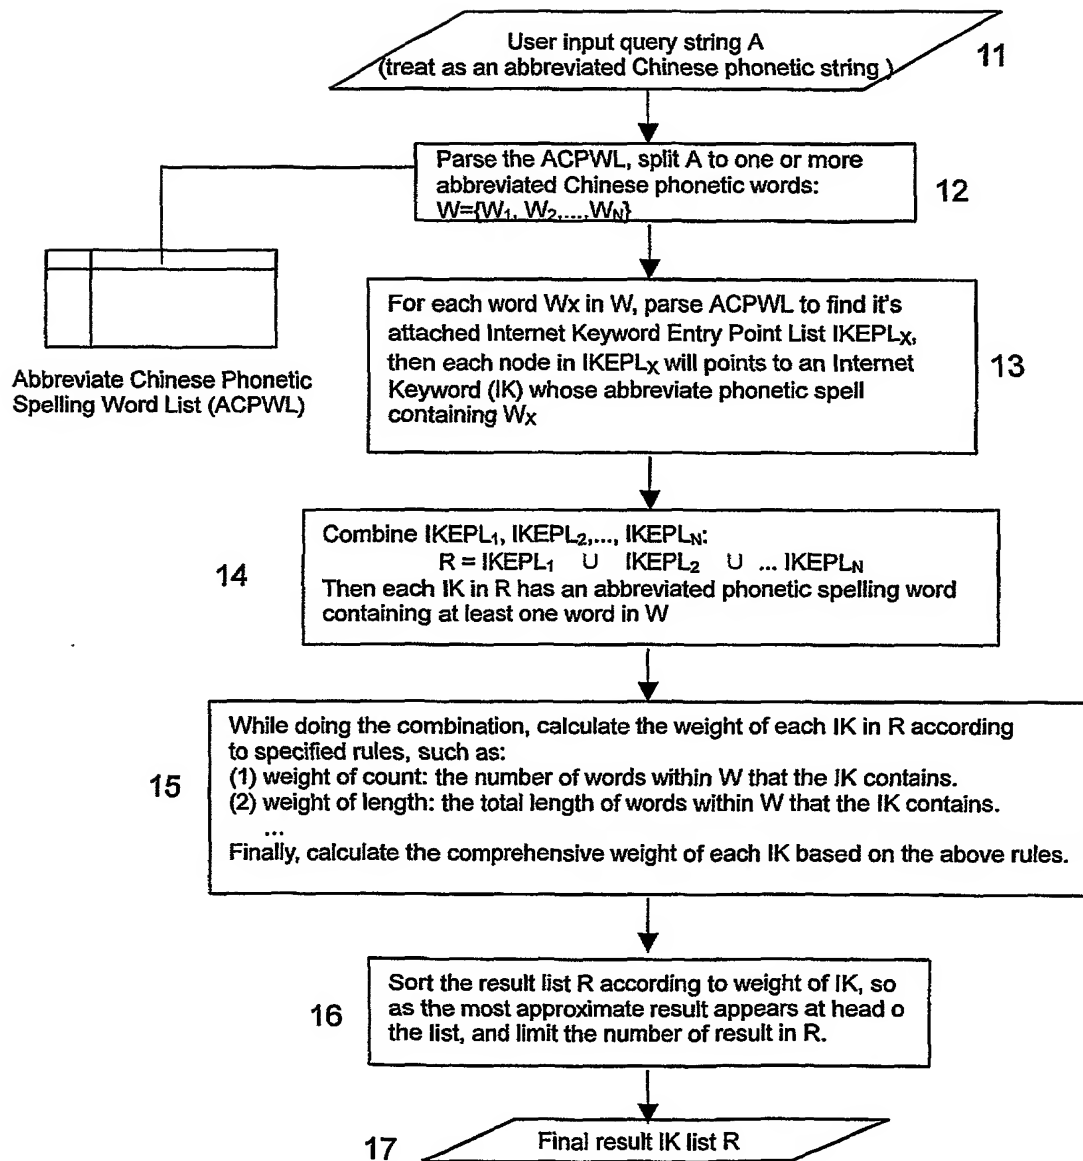 User input query string A
(treat as an abbreviated Chinese phonetic string )
11
Parse the ACPWL, split A to one or more
abbreviated Chinese phonetic words:
W={W1, W2,...,WN}
12
Abbreviate Chinese Phonetic
Spelling Word List (ACPWL)
For each word Wx in W, parse ACPWL to find it's
attached Internet Keyword Entry Point List IKEPLX,
then each node in IKEPLX will points to an Internet
Keyword (IK) whose abbreviate phonetic spell
containing WX
13
14
Combine IKEPL1, IKEPL2,..., IKEPLN:
R = IKEPL1 U IKEPL2 U ... IKEPLN
Then each IK in R has an abbreviated phonetic spelling word
containing at least one word in W
15
While doing the combination, calculate the weight of each IK in R according
to specified rules, such as:
(1) weight of count: the number of words within W that the IK contains.
(2) weight of length: the total length of words within W that the IK contains.
...
Finally, calculate the comprehensive weight of each IK based on the above rules.
16
Sort the result list R according to weight of IK, so
as the most approximate result appears at head o
the list, and limit the number of result in R.
17
Final result IK list R